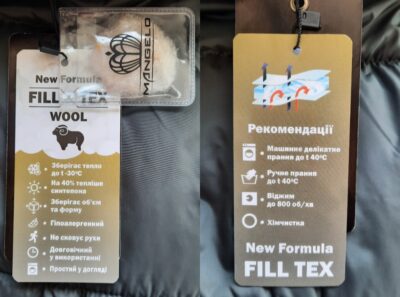 MANGELO
New Formula
FILL TEX
WOOL
Зберігає тепло
до t -30°С
На 40% тепліше
синтепона
Зберігає об'єм
та форму
Гіпоалергенний
Не сковує рухи
Довговічний
у використанні
Простий у догляді
Рекомендації
Машинне делікатне
прання до t 40°С
Ручне прання
до t 40°С
Віджим
до 800 об/хв
Хімчистка
New Formula
FILL TEX